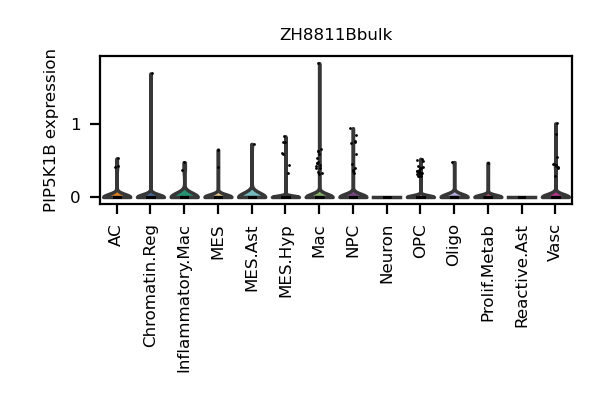 ZH8811Bbulk
PIP5K1B expression
1
0
AC
Chromatin.Reg
Inflammatory.Mac
MES
MES.Ast
MES.Hyp
Mac
NPC
Neuron
OPC
Oligo
Prolif.Metab
Reactive.Ast
Vasc